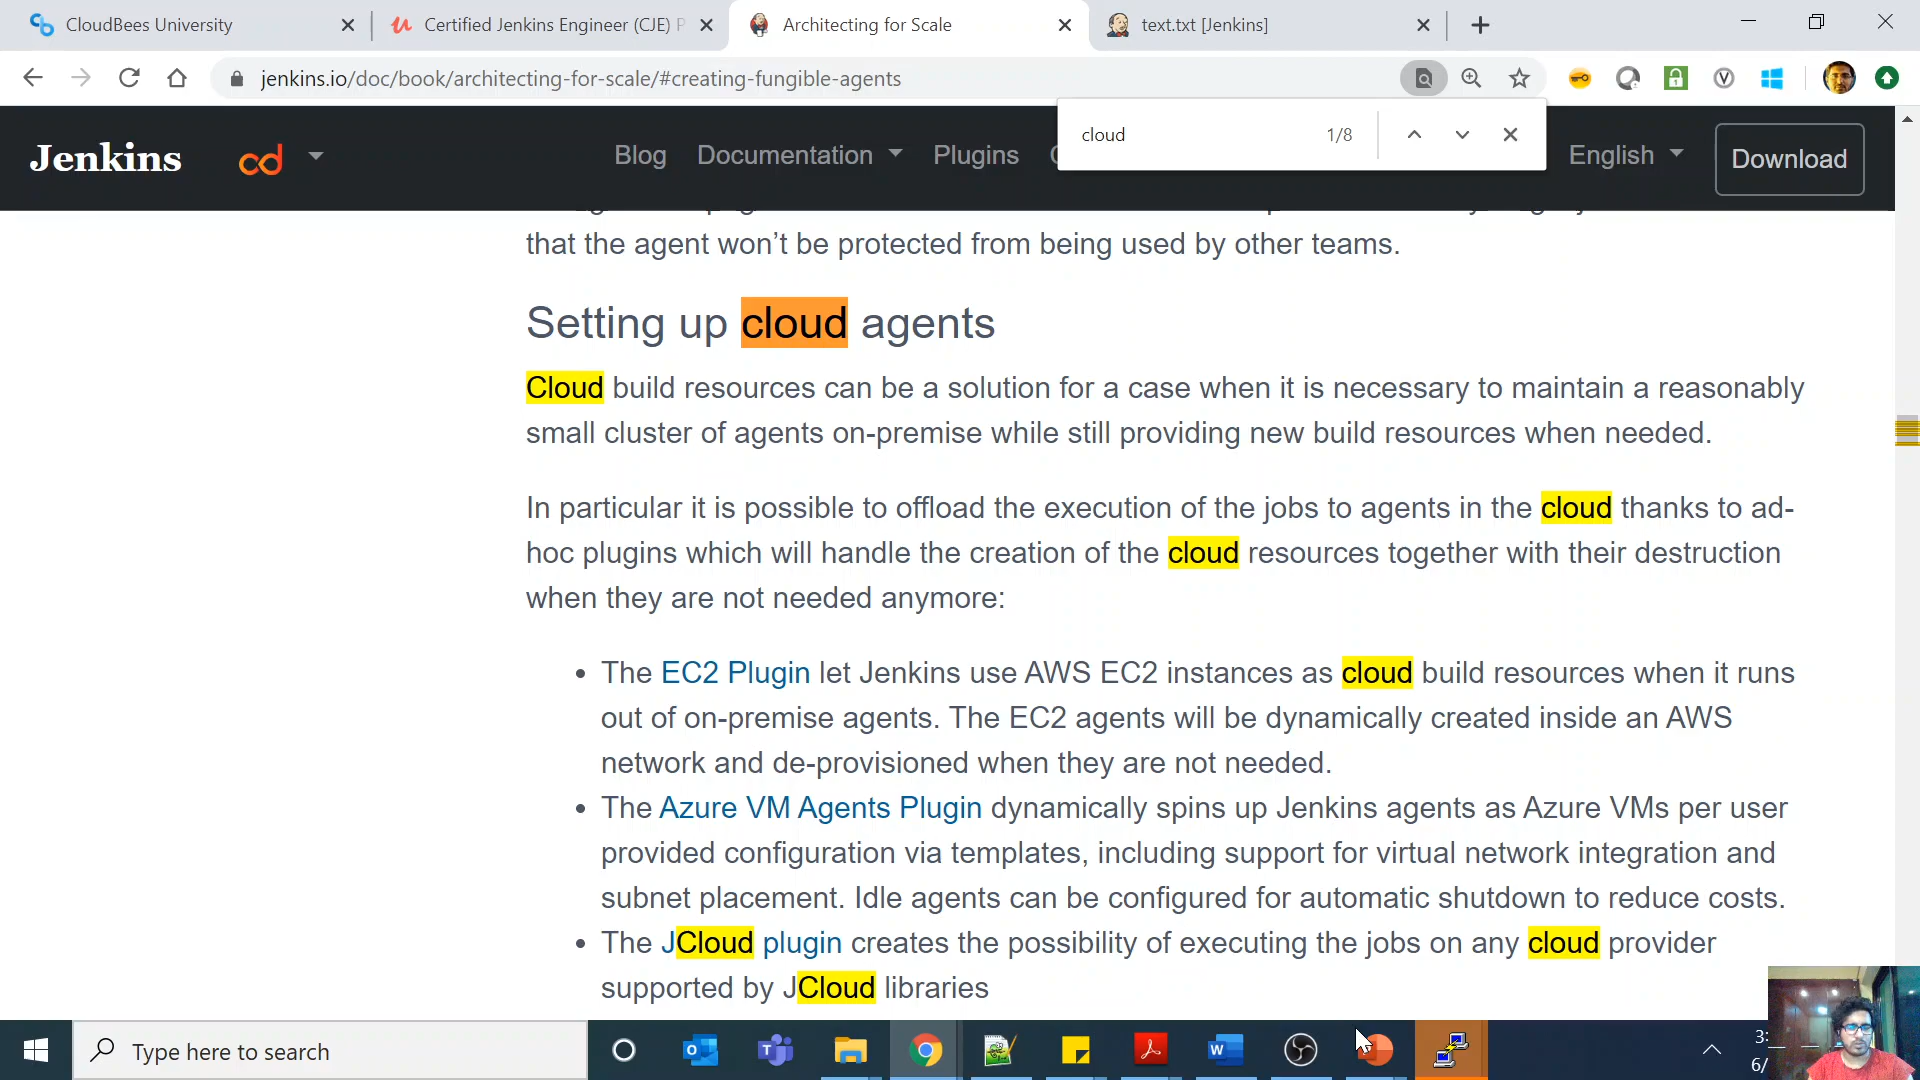 CloudBees University
Certified Jenkins Engineer (CJE) P
Architecting for Scale
text.txt [Jenkins]
jenkins.io/doc/book/architecting-for-scale/#creating-fungible-agents
cloud
1/8
Jenkins
cd
Blog
Documentation
Plugins
English
Download
that the agent won’t be protected from being used by other teams.
Setting up cloud agents
Cloud build resources can be a solution for a case when it is necessary to maintain a reasonably
small cluster of agents on-premise while still providing new build resources when needed.
In particular it is possible to offload the execution of the jobs to agents in the cloud thanks to ad-
hoc plugins which will handle the creation of the cloud resources together with their destruction
when they are not needed anymore:
• The EC2 Plugin let Jenkins use AWS EC2 instances as cloud build resources when it runs
out of on-premise agents. The EC2 agents will be dynamically created inside an AWS
network and de-provisioned when they are not needed.
• The Azure VM Agents Plugin dynamically spins up Jenkins agents as Azure VMs per user
provided configuration via templates, including support for virtual network integration and
subnet placement. Idle agents can be configured for automatic shutdown to reduce costs.
• The JCloud plugin creates the possibility of executing the jobs on any cloud provider
supported by JCloud libraries
Type here to search
3:
6/